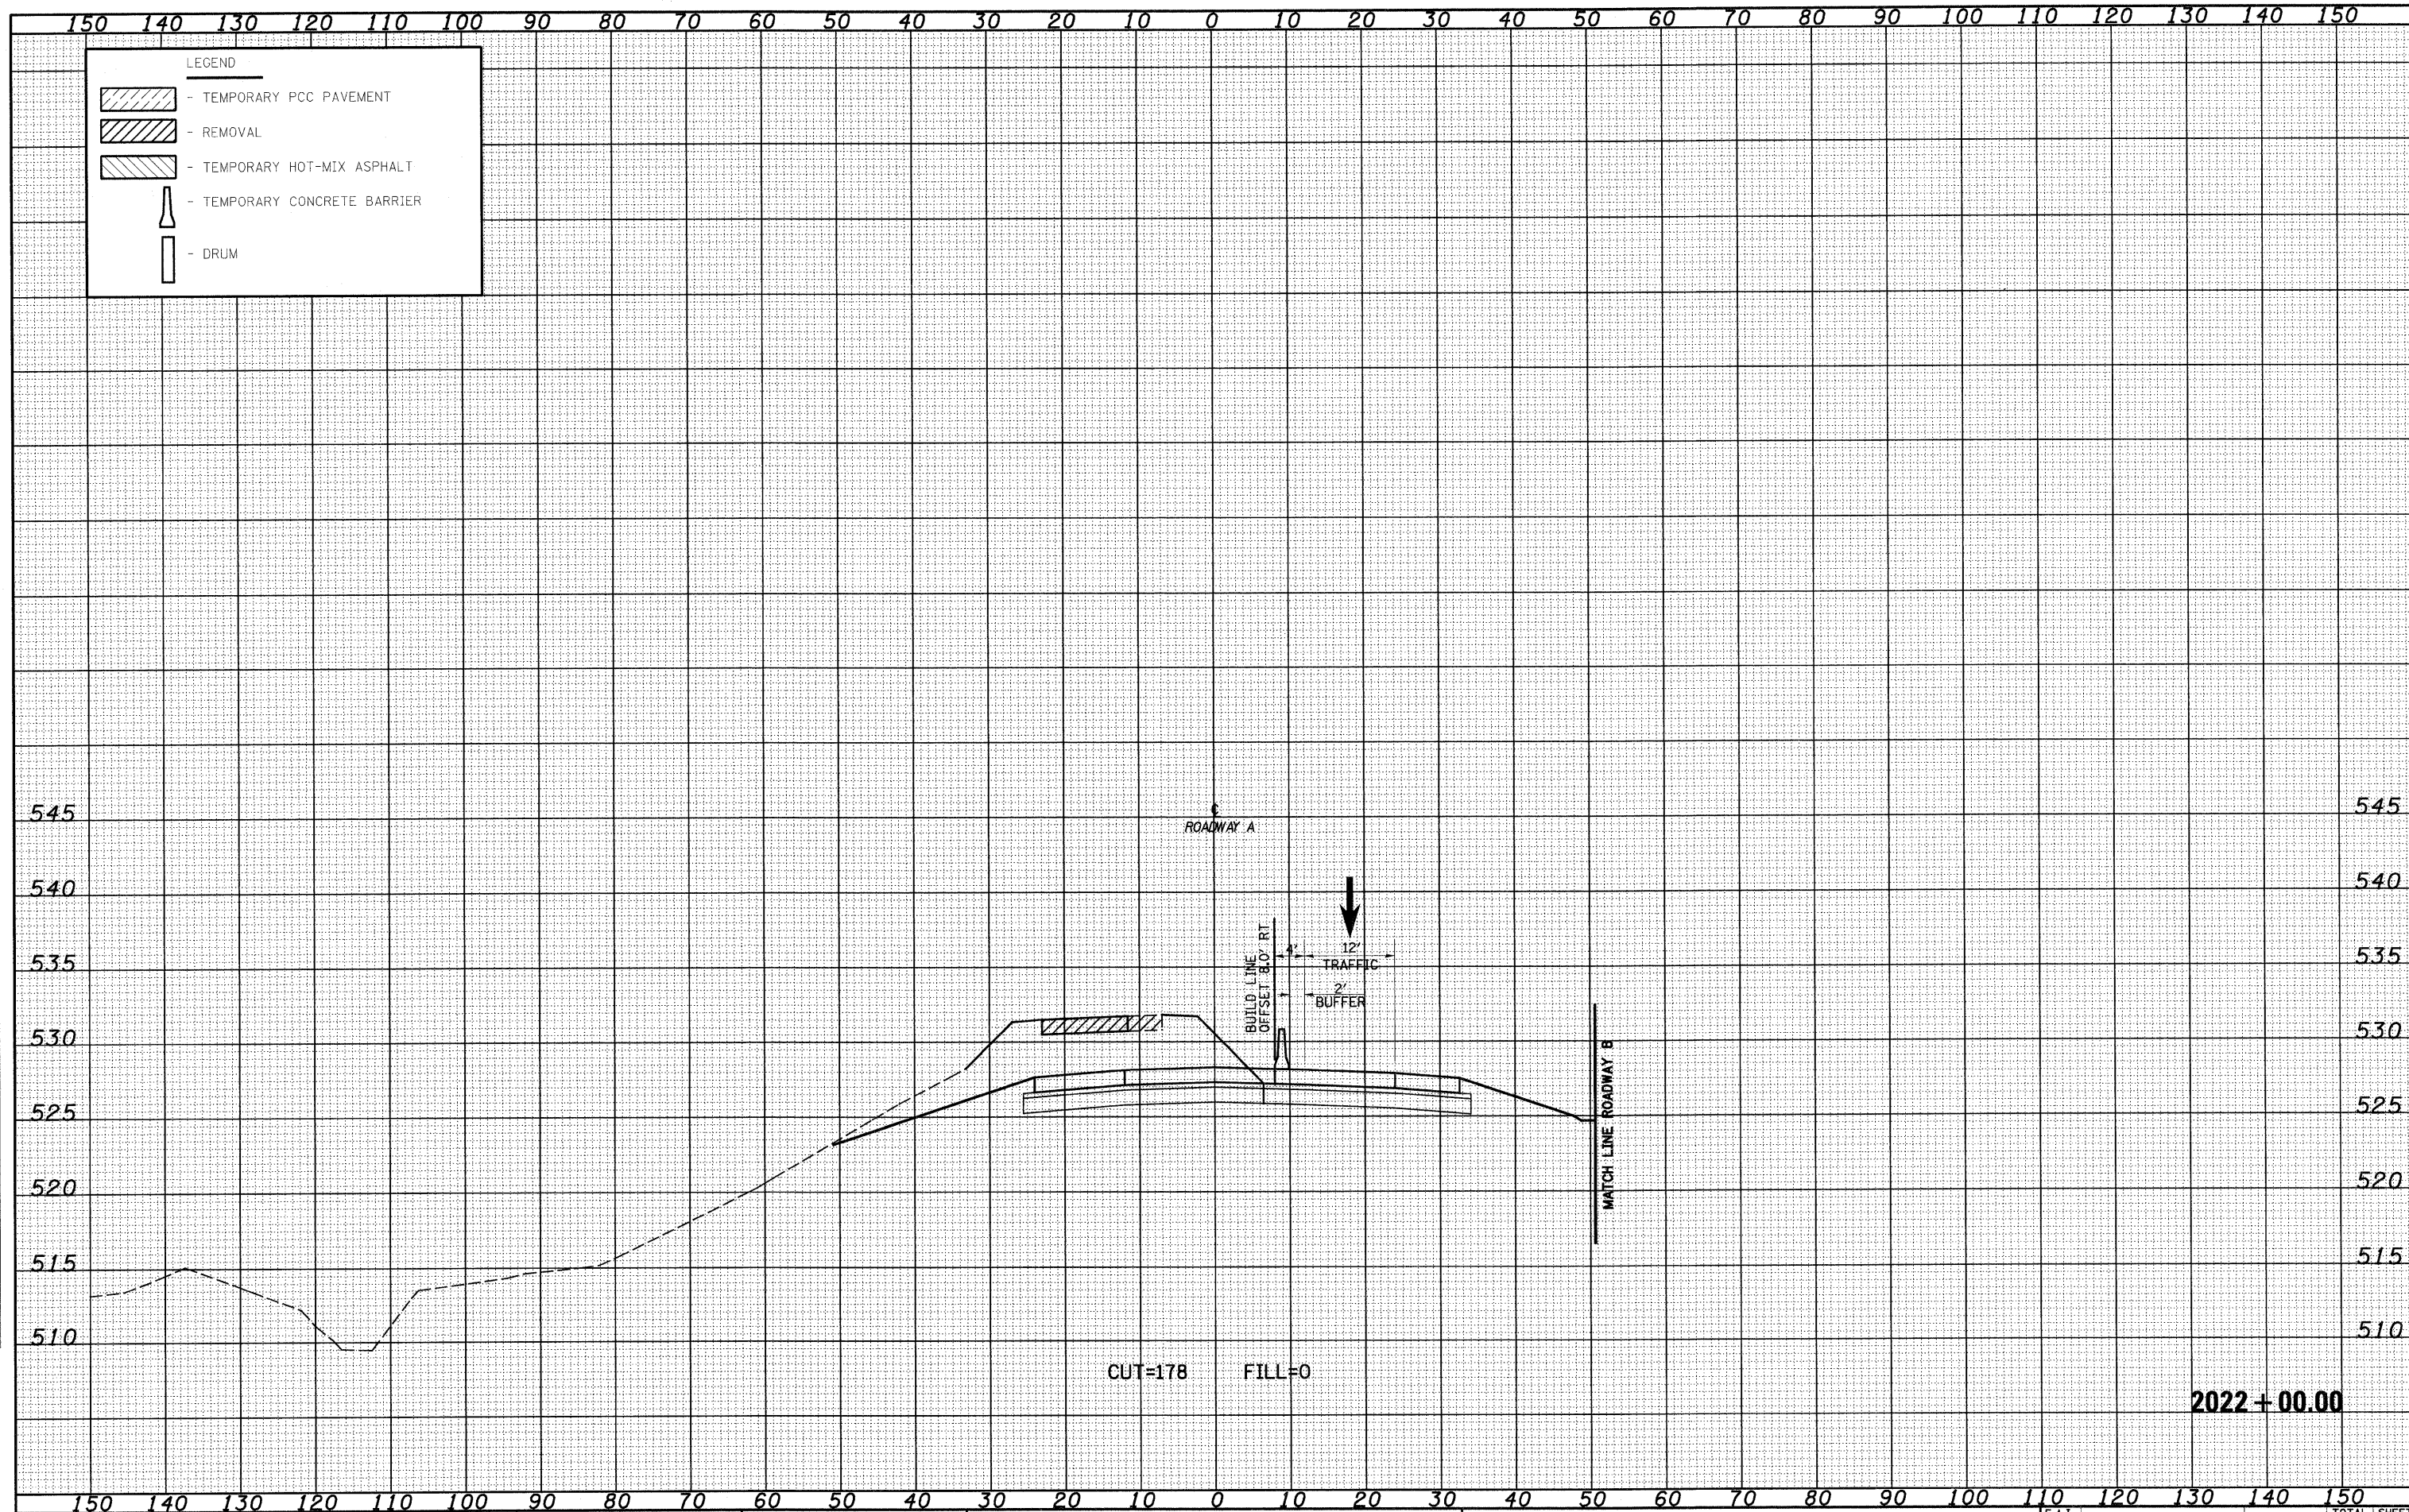 150 140 130 120 110 100 90 80 70 60 50 40 30 20 10 0 10 20 30 40 50 60 70 80 90 100 110 120 130 140 150
LEGEND
- TEMPORARY PCC PAVEMENT
- REMOVAL
- TEMPORARY HOT-MIX ASPHALT
- TEMPORARY CONCRETE BARRIER
- DRUM
545 545
℄
ROADWAY A
540 540
BUILD LINE
OFFSET 8.0' RT
4' 12'
TRAFFIC
535 535
2'
BUFFER
530 530
MATCH LINE ROADWAY B
525 525
520 520
515 515
510 510
CUT=178 FILL=0
2022+00.00
150 140 130 120 110 100 90 80 70 60 50 40 30 20 10 0 10 20 30 40 50 60 70 80 90 100 110 120 130 140 150
TOTAL SHEET